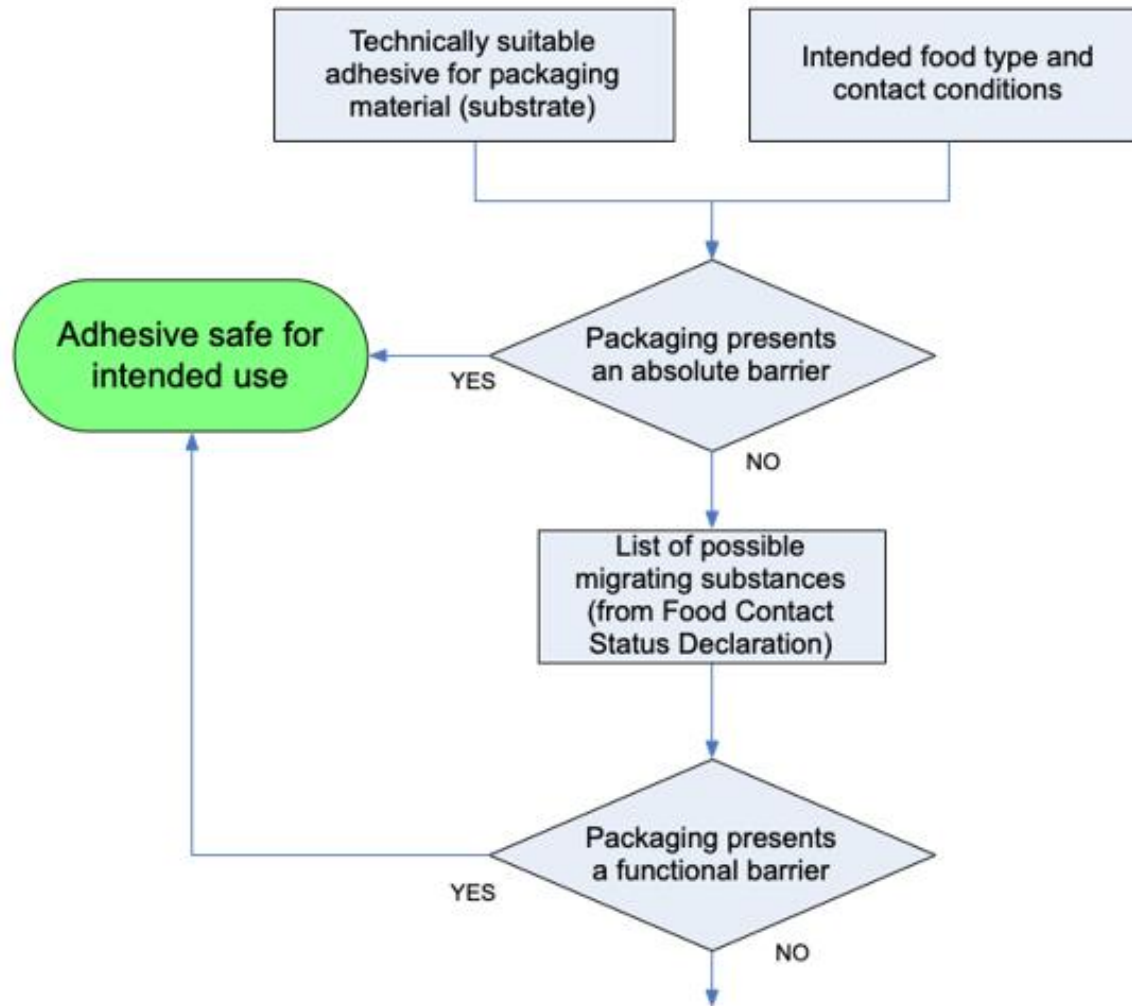 Technically suitable
adhesive for packaging
material (substrate)
Intended food type and
contact conditions
Packaging presents
an absolute barrier
YES
Adhesive safe for
intended use
NO
List of possible
migrating substances
(from Food Contact
Status Declaration)
Packaging presents
a functional barrier
YES
NO